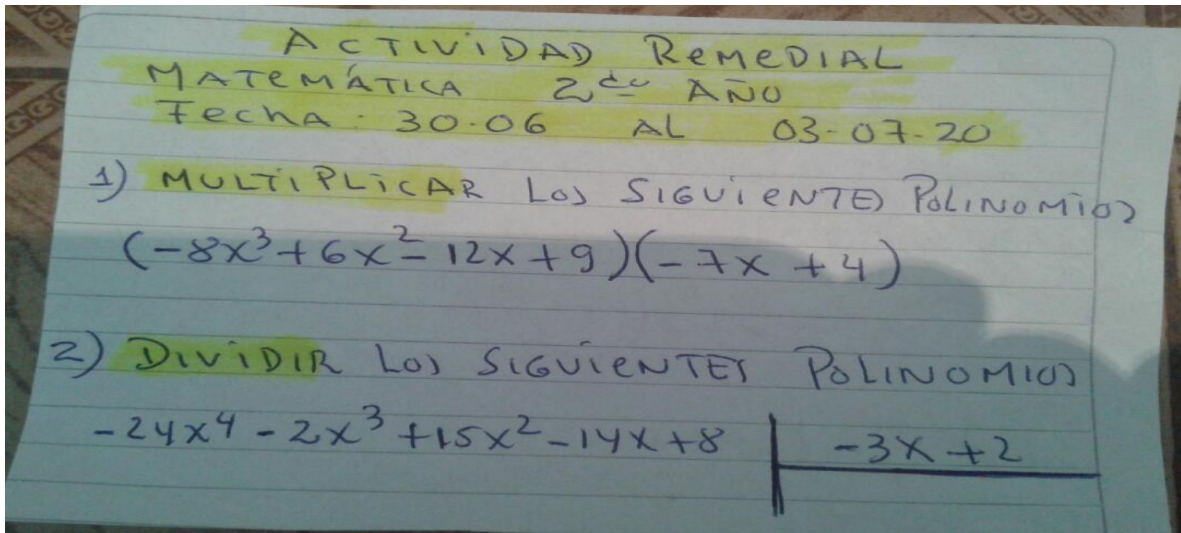 ACTIVIDAD REMEDIAL
MATEMÁTICA 2do AÑO
Fecha: 30-06 AL 03-07-20
1) MULTIPLICAR LOS SIGUIENTES POLINOMIOS
(-8x³+6x²-12x+9)(-7x+4)
2) DIVIDIR LOS SIGUIENTES POLINOMIOS
-24x⁴-2x³+15x²-14x+8 | -3x+2